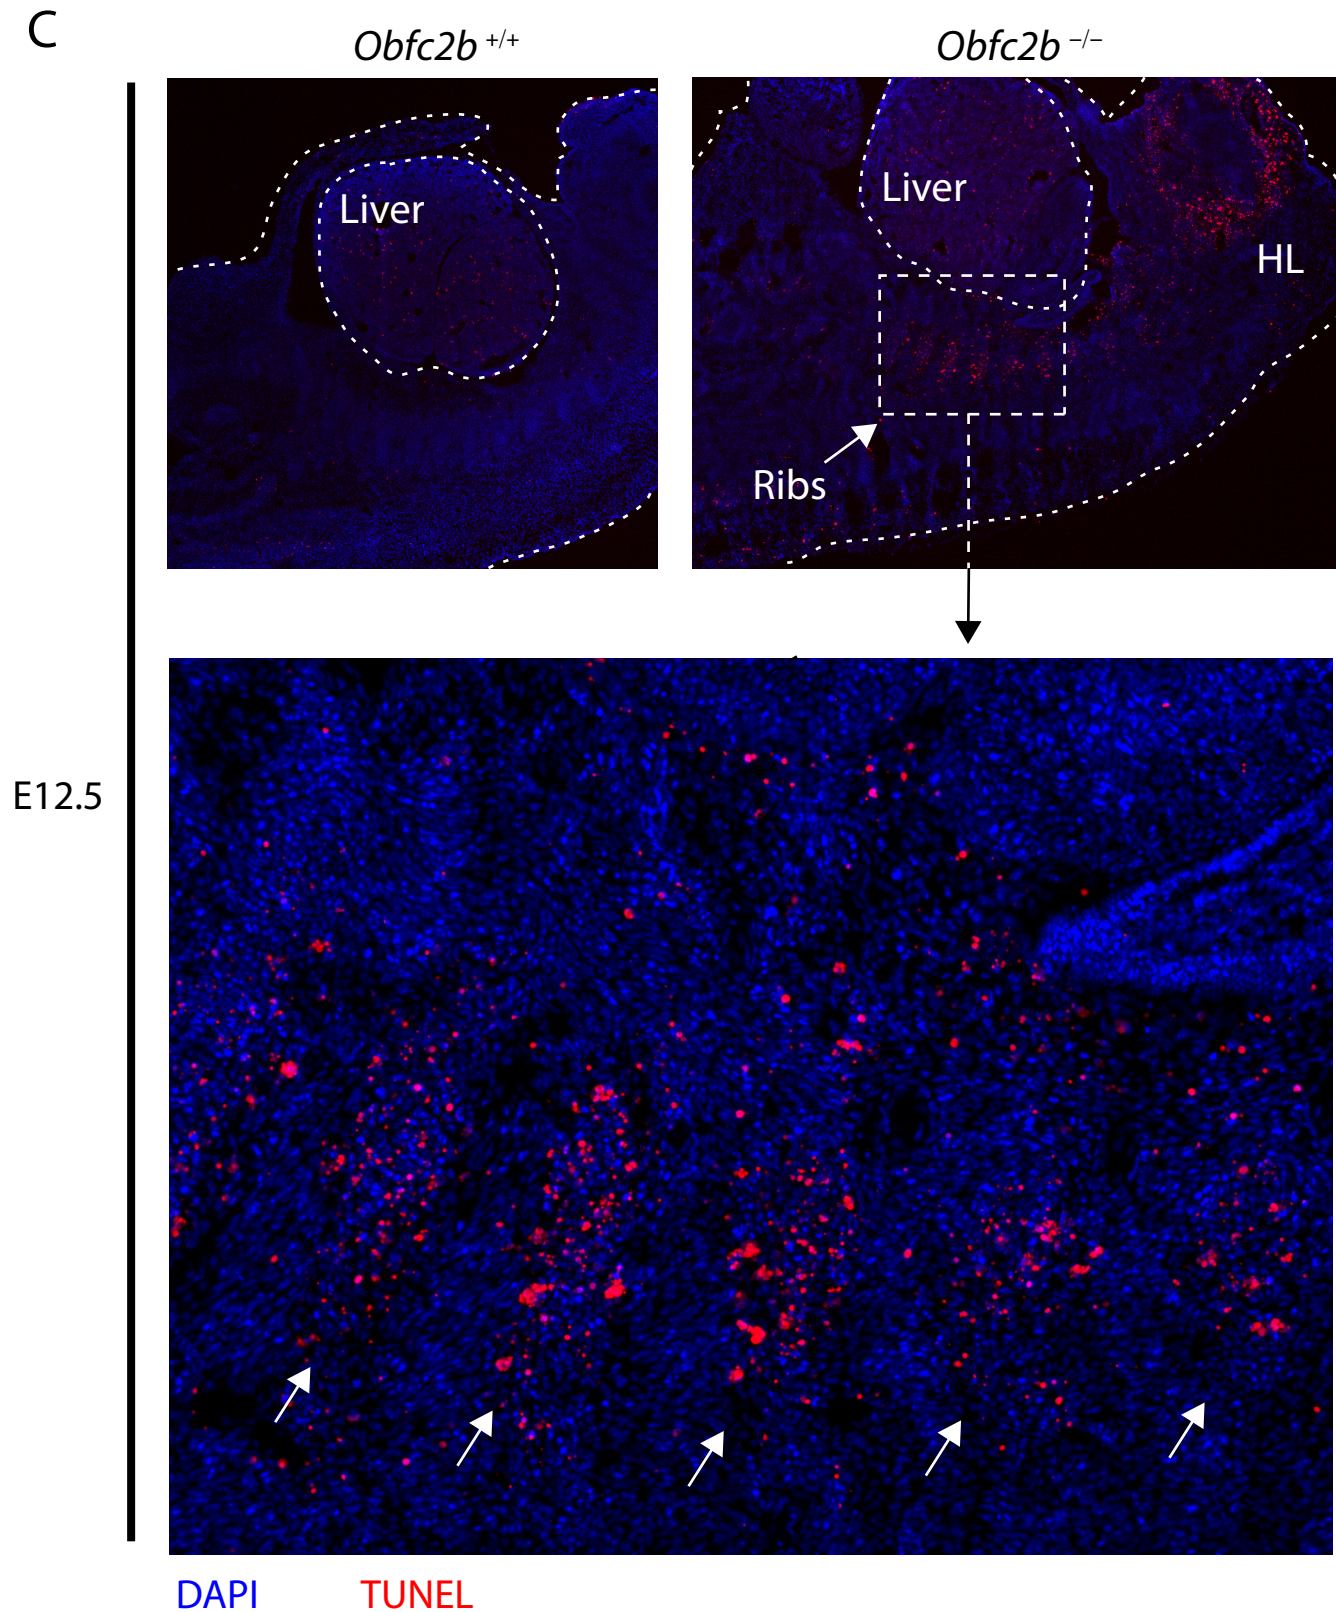 C
Obfc2b +/+
Obfc2b –/–
Liver
Liver
HL
Ribs
E12.5
DAPI
TUNEL